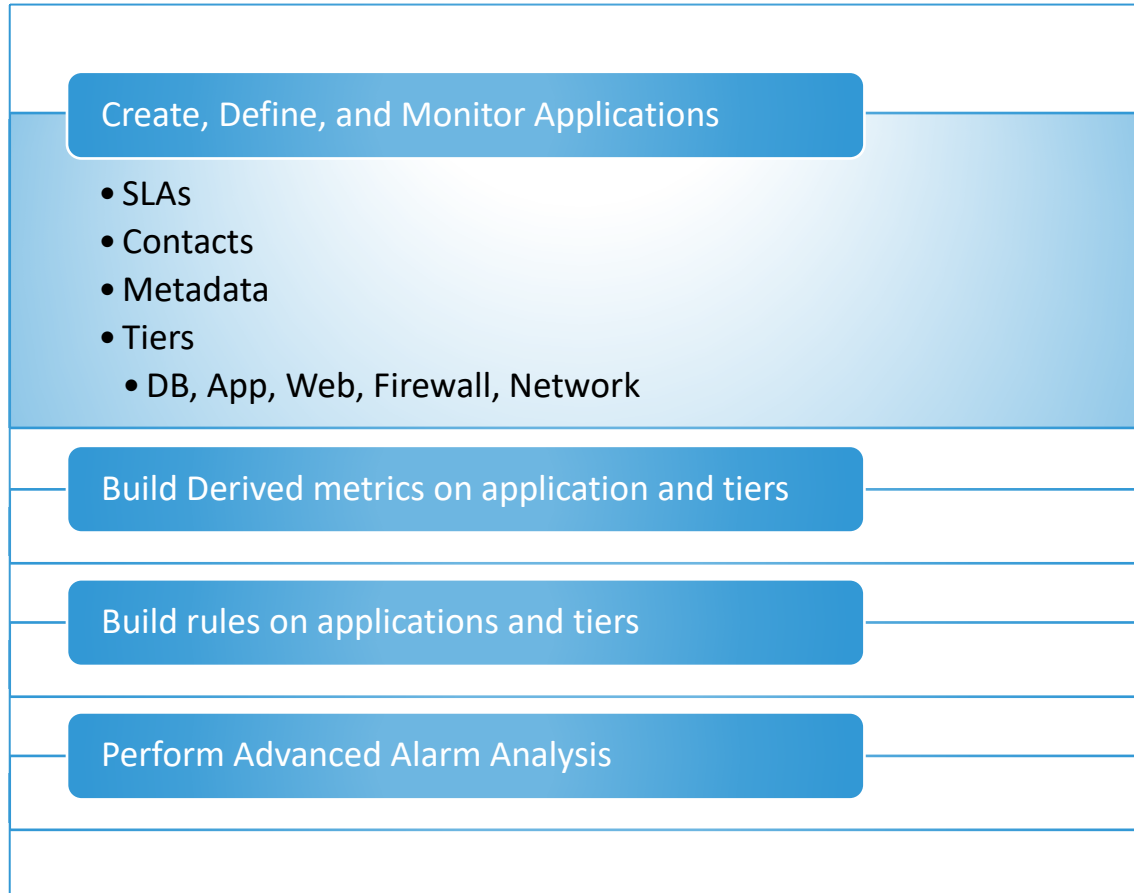 Create, Define, and Monitor Applications
• SLAs
• Contacts
• Metadata
• Tiers
• DB, App, Web, Firewall, Network
Build Derived metrics on application and tiers
Build rules on applications and tiers
Perform Advanced Alarm Analysis